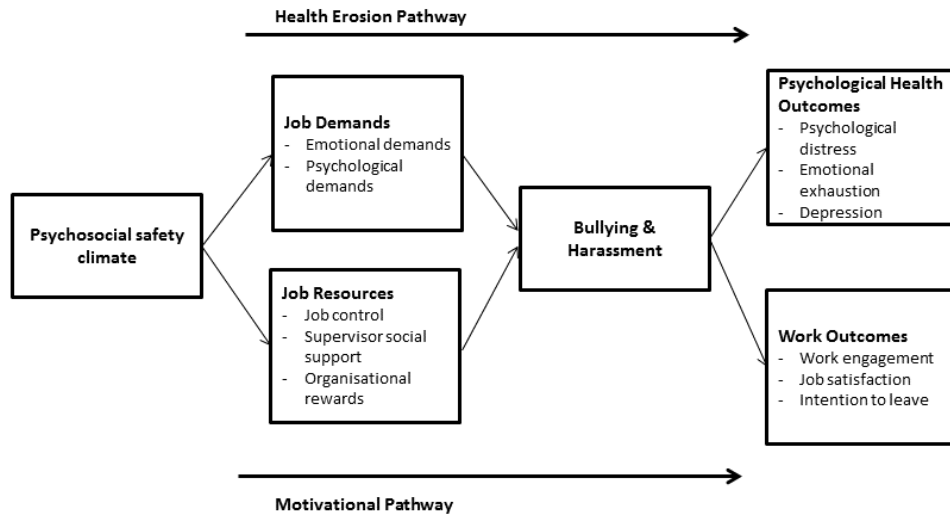 Health Erosion Pathway
Psychosocial safety
climate
Job Demands
- Emotional demands
- Psychological
demands
Job Resources
- Job control
- Supervisor social
support
- Organisational
rewards
Bullying &
Harassment
Psychological Health
Outcomes
- Psychological
distress
- Emotional
exhaustion
- Depression
Work Outcomes
- Work engagement
- Job satisfaction
- Intention to leave
Motivational Pathway